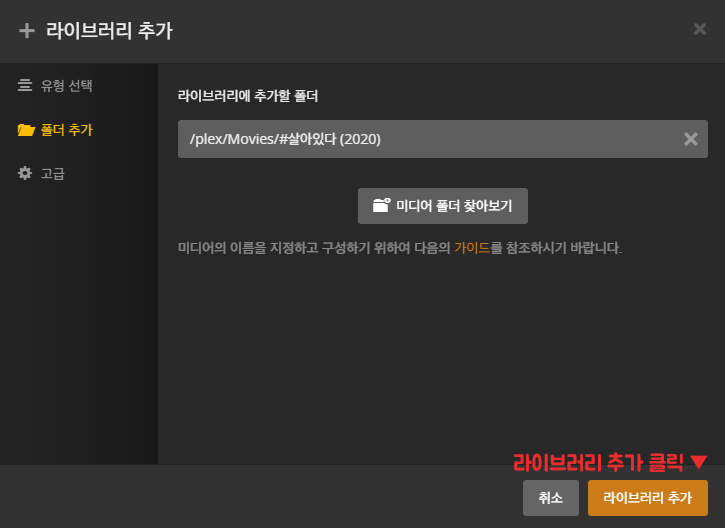 라이브러리 추가
유형 선택
폴더 추가
고급
라이브러리에 추가할 폴더
/plex/Movies/#살아있다 (2020)
미디어 폴더 찾아보기
미디어의 이름을 지정하고 구성하기 위하여 다음의 가이드를 참조하시기 바랍니다.
라이브러리 추가 클릭 ▼
취소
라이브러리 추가